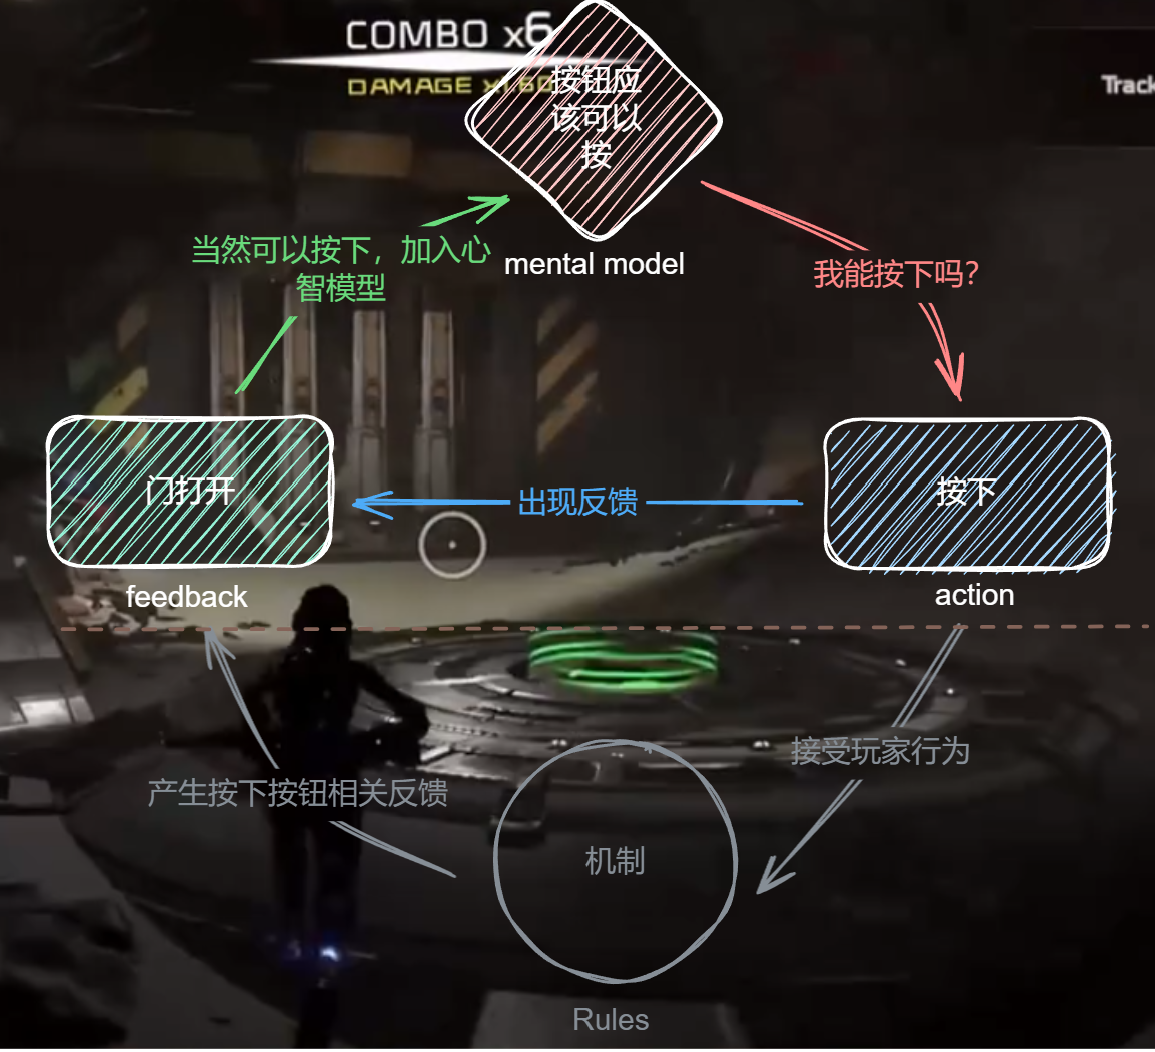 COMBO x6
DAMAGE x1.60
Track
按钮应
该可以
按
mental model
当然可以按下，加入心
智模型
我能按下吗？
门打开
出现反馈
按下
feedback
action
产生按下按钮相关反馈
接受玩家行为
机制
Rules